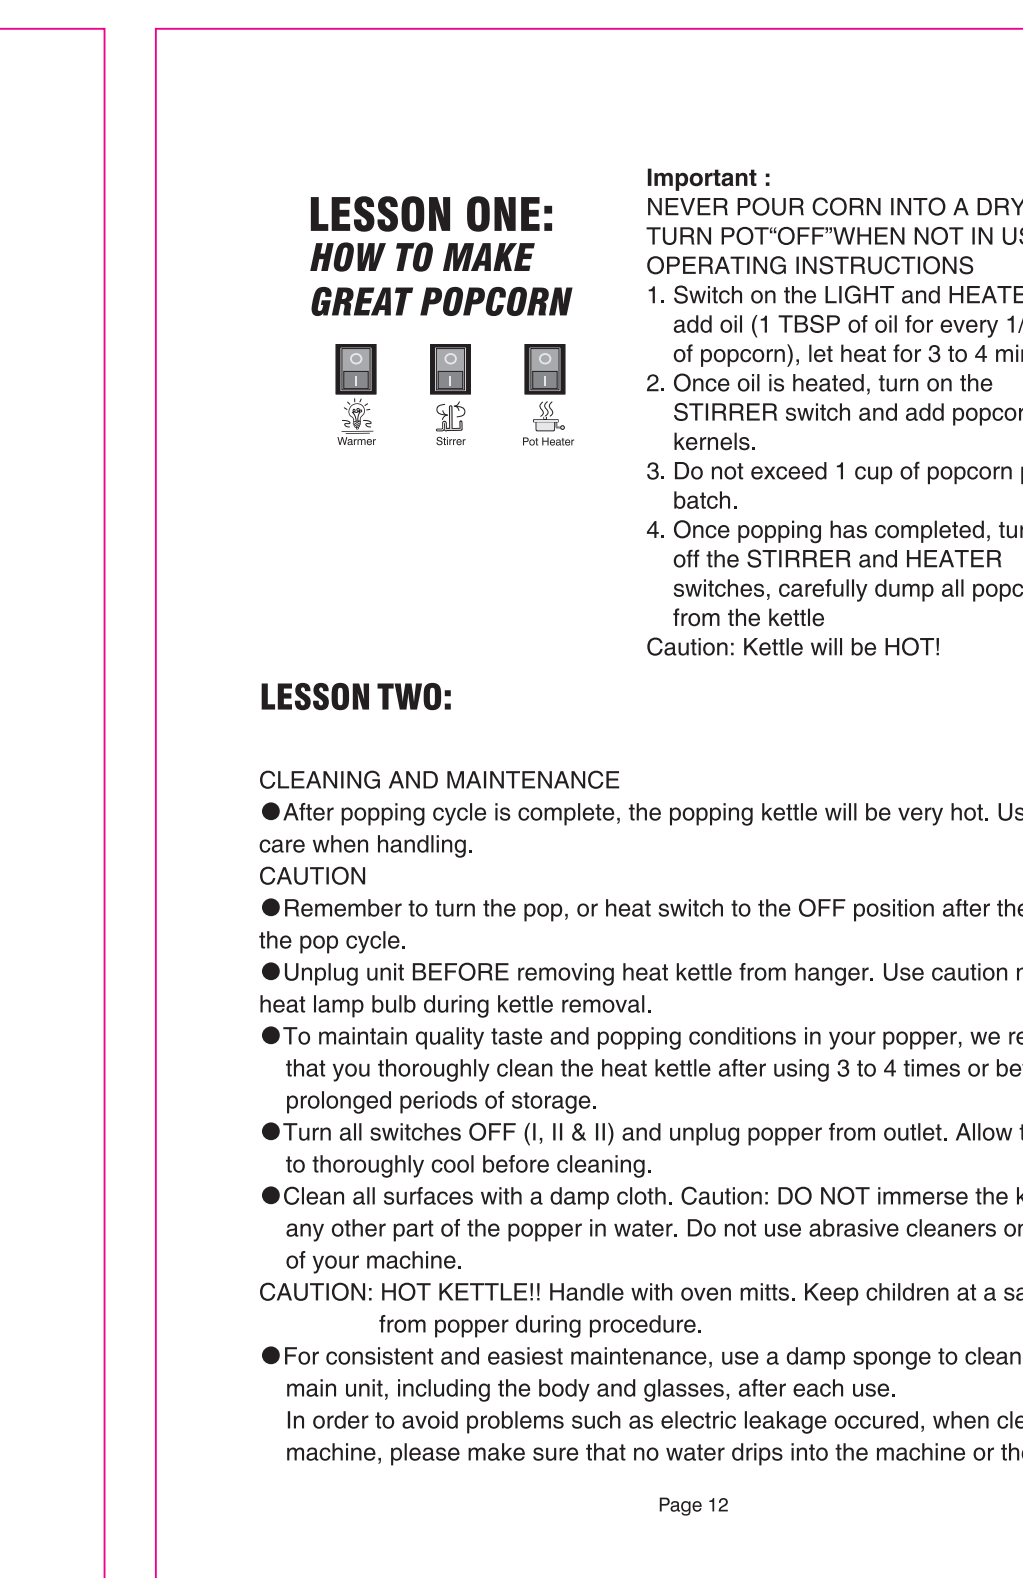 LESSON ONE:
HOW TO MAKE
GREAT POPCORN
Warmer
Stirrer
Pot Heater
Important :
NEVER POUR CORN INTO A DRY
TURN POT“OFF”WHEN NOT IN
OPERATING INSTRUCTIONS
1. Switch on the LIGHT and
add oil (1 TBSP of oil for every
of popcorn), let heat for 3 to 4
2. Once oil is heated, turn on the
STIRRER switch and add
kernels.
3. Do not exceed 1 cup of popcorn
batch.
4. Once popping has completed,
off the STIRRER and HEATER
switches, carefully dump all
from the kettle
Caution: Kettle will be HOT!
LESSON TWO:
CLEANING AND MAINTENANCE
●After popping cycle is complete, the popping kettle will be very hot.
care when handling.
CAUTION
●Remember to turn the pop, or heat switch to the OFF position after
the pop cycle.
●Unplug unit BEFORE removing heat kettle from hanger. Use caution
heat lamp bulb during kettle removal.
●To maintain quality taste and popping conditions in your popper, we
that you thoroughly clean the heat kettle after using 3 to 4 times or
prolonged periods of storage.
●Turn all switches OFF (I, II & II) and unplug popper from outlet. Allow
to thoroughly cool before cleaning.
●Clean all surfaces with a damp cloth. Caution: DO NOT immerse the
any other part of the popper in water. Do not use abrasive cleaners
of your machine.
CAUTION: HOT KETTLE!! Handle with oven mitts. Keep children at a
from popper during procedure.
●For consistent and easiest maintenance, use a damp sponge to clean
main unit, including the body and glasses, after each use.
In order to avoid problems such as electric leakage occured, when
machine, please make sure that no water drips into the machine or
Page 12